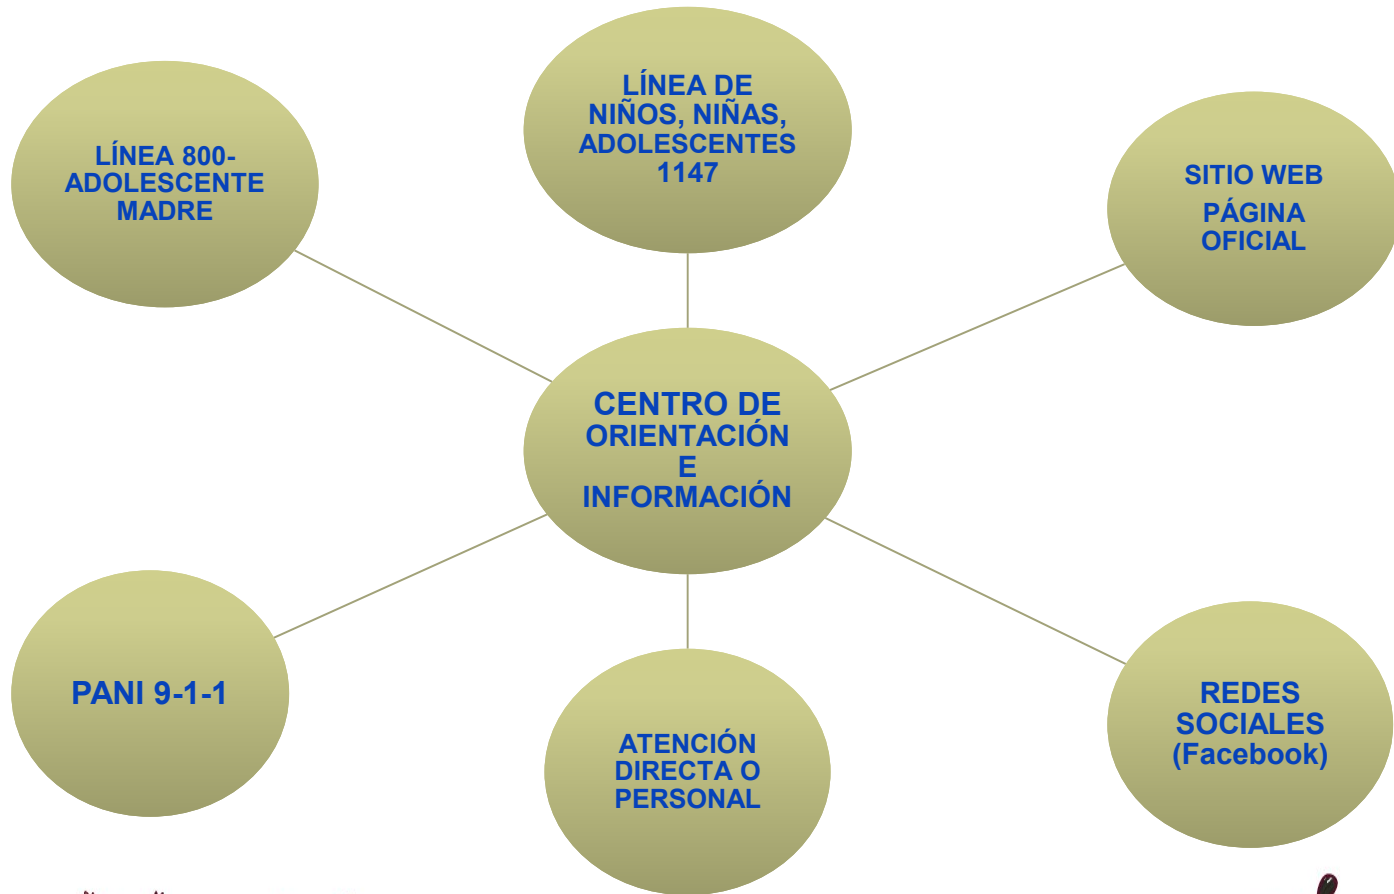 LÍNEA DE
NIÑOS, NIÑAS,
ADOLESCENTES
1147
LÍNEA 800-
ADOLESCENTE
MADRE
SITIO WEB
PÁGINA
OFICIAL
CENTRO DE
ORIENTACIÓN
E
INFORMACIÓN
PANI 9-1-1
ATENCIÓN
DIRECTA O
PERSONAL
REDES
SOCIALES
(Facebook)